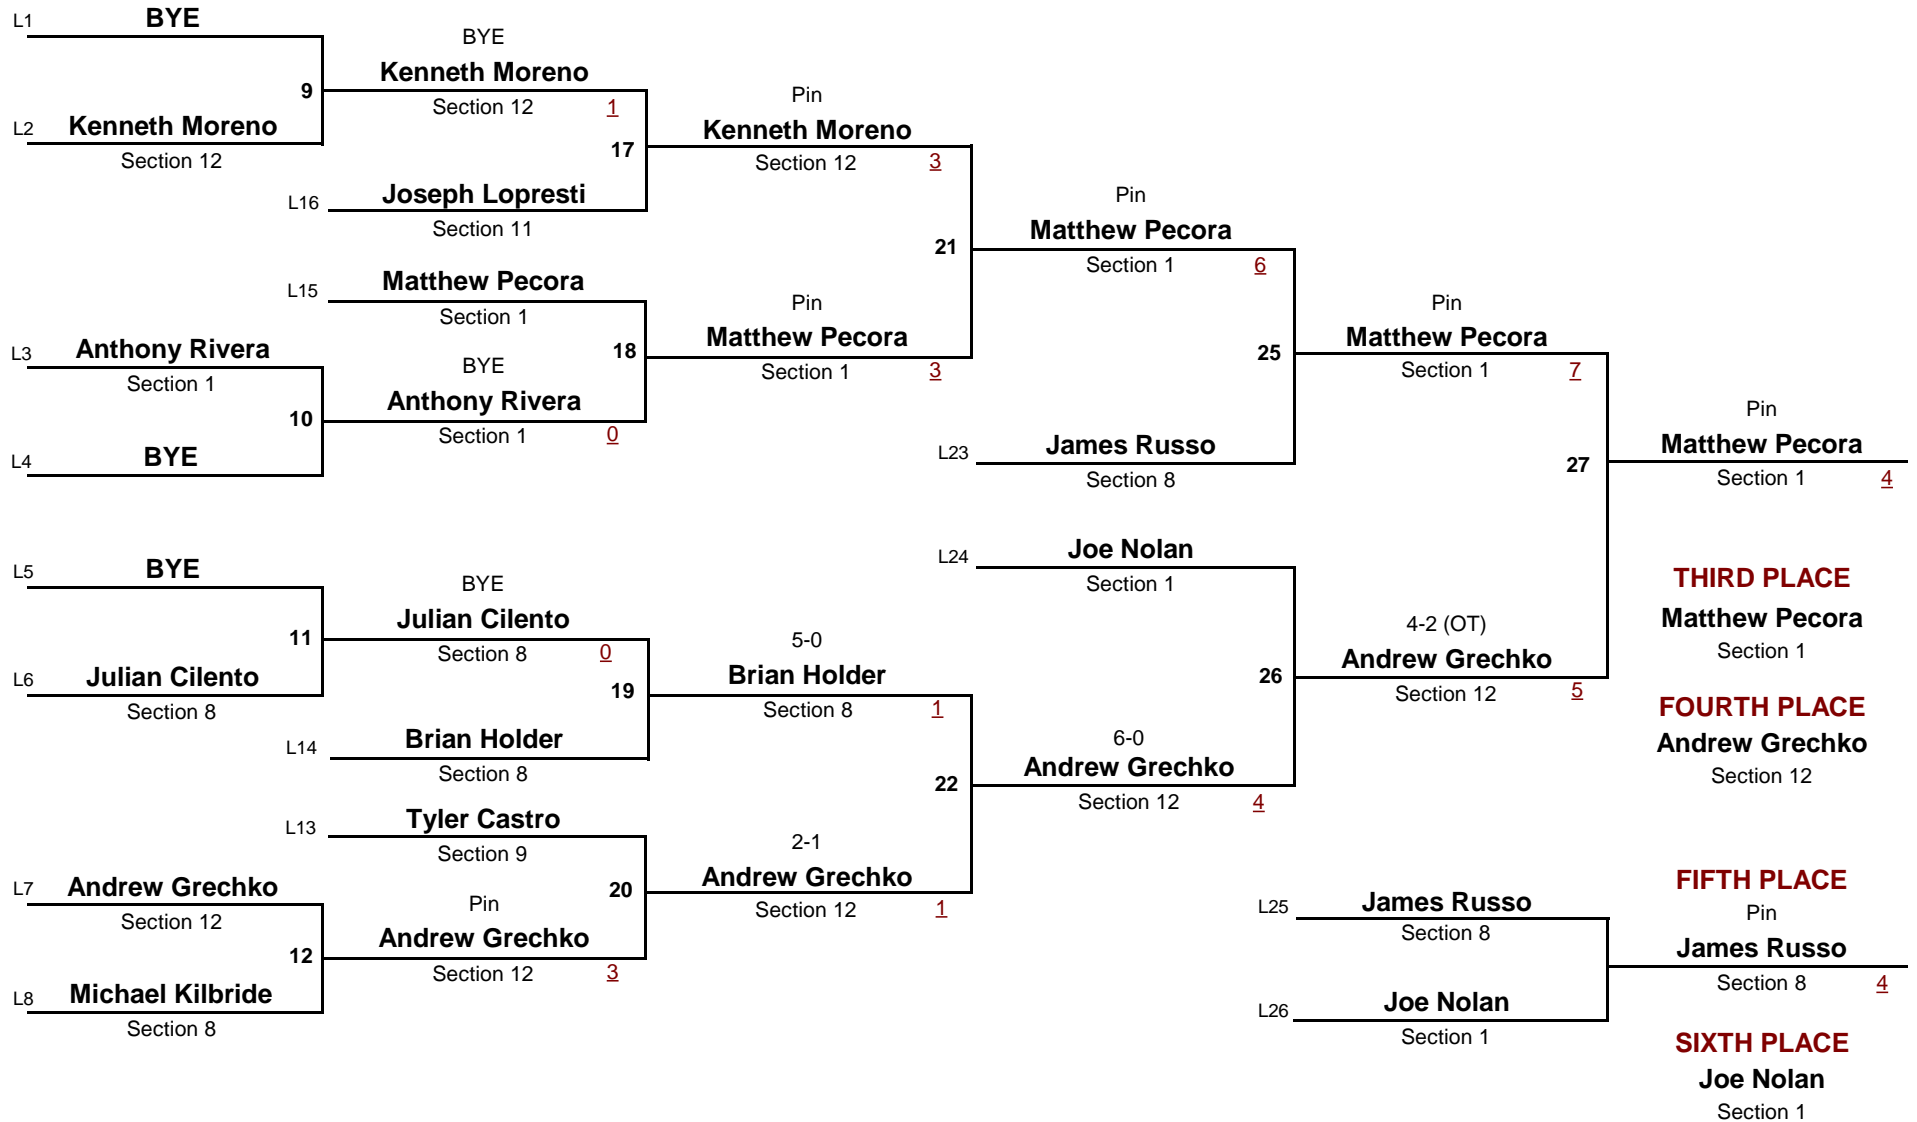 L1 BYE
BYE
Kenneth Moreno
9
Section 12 1
L2 Kenneth Moreno
Section 12
Pin
Kenneth Moreno
17
Section 12 3
L16 Joseph Lopresti
Section 11
Pin
Matthew Pecora
21
Section 1 6
L15 Matthew Pecora
Section 1
Pin
Matthew Pecora
18
Section 1 3
L3 Anthony Rivera
Section 1
BYE
Anthony Rivera
10
Section 1 0
L4 BYE
Pin
Matthew Pecora
25
Section 1 7
L23 James Russo
Section 8
Pin
Matthew Pecora
27
Section 1 4
L5 BYE
BYE
Julian Cilento
11
Section 8 0
L6 Julian Cilento
Section 8
5-0
Brian Holder
19
Section 8 1
L14 Brian Holder
Section 8
L24 Joe Nolan
Section 1
4-2 (OT)
Andrew Grechko
26
Section 12 5
6-0
Andrew Grechko
22
Section 12 4
L13 Tyler Castro
Section 9
2-1
Andrew Grechko
20
Section 12 1
L7 Andrew Grechko
Section 12
Pin
Andrew Grechko
12
Section 12 3
L8 Michael Kilbride
Section 8
THIRD PLACE
Matthew Pecora
Section 1
FOURTH PLACE
Andrew Grechko
Section 12
L25 James Russo
Section 8
L26 Joe Nolan
Section 1
FIFTH PLACE
Pin
James Russo
Section 8 4
SIXTH PLACE
Joe Nolan
Section 1